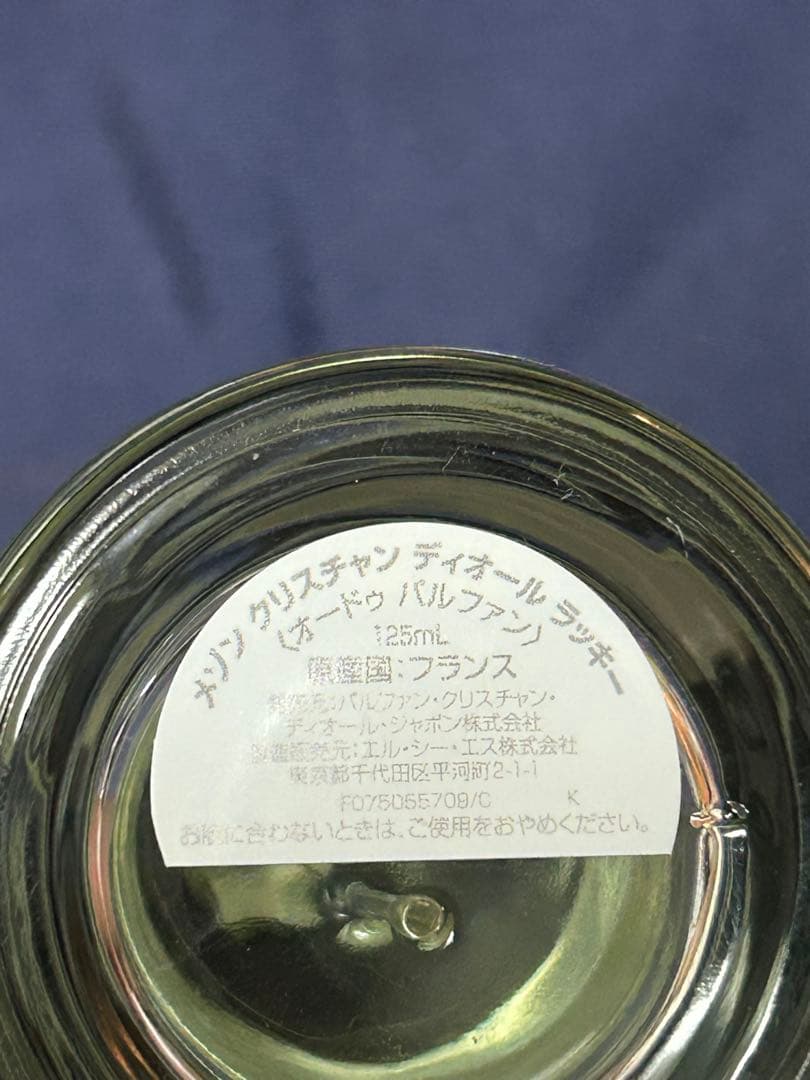 メゾン クリスチャン ディオール ラッキー
(オードゥ パルファン)
125mL
原産国:フランス
発売元:パルファン・クリスチャン・
ディオール・ジャポン株式会社
製造販売元:エル・シー・エス株式会社
東京都千代田区平河町2-1-1
F075055709/C K
お肌に合わないときは、ご使用をおやめください。